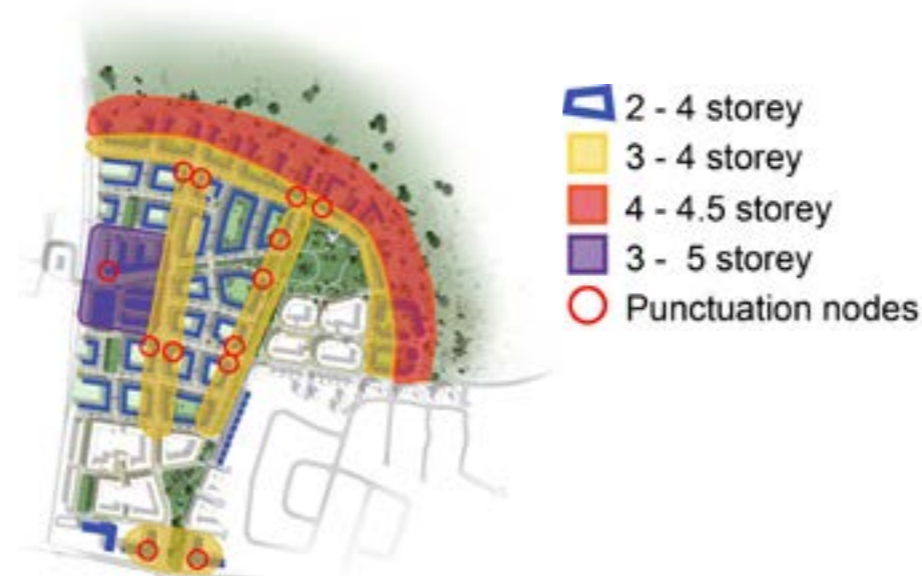 2 - 4 storey
3 - 4 storey
4 - 4.5 storey
3 - 5 storey
Punctuation nodes